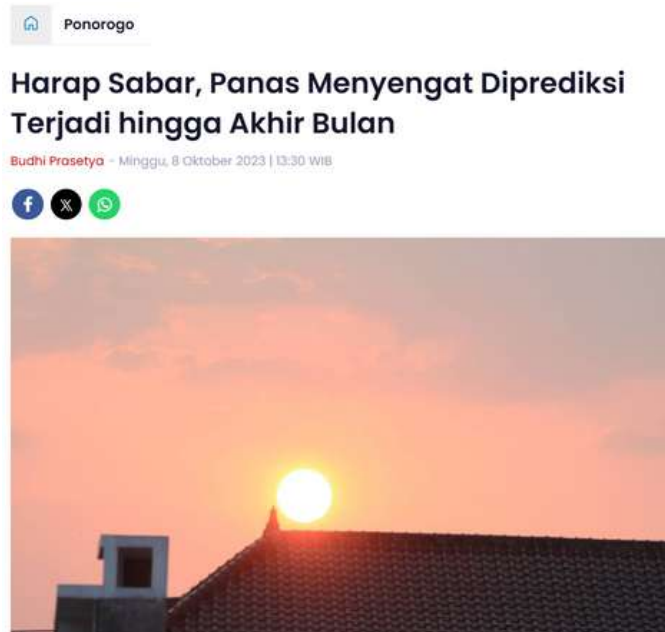 Ponorogo
Harap Sabar, Panas Menyengat Diprediksi
Terjadi hingga Akhir Bulan
Budhi Prasetya - Minggu, 8 Oktober 2023 | 13:30 WIB